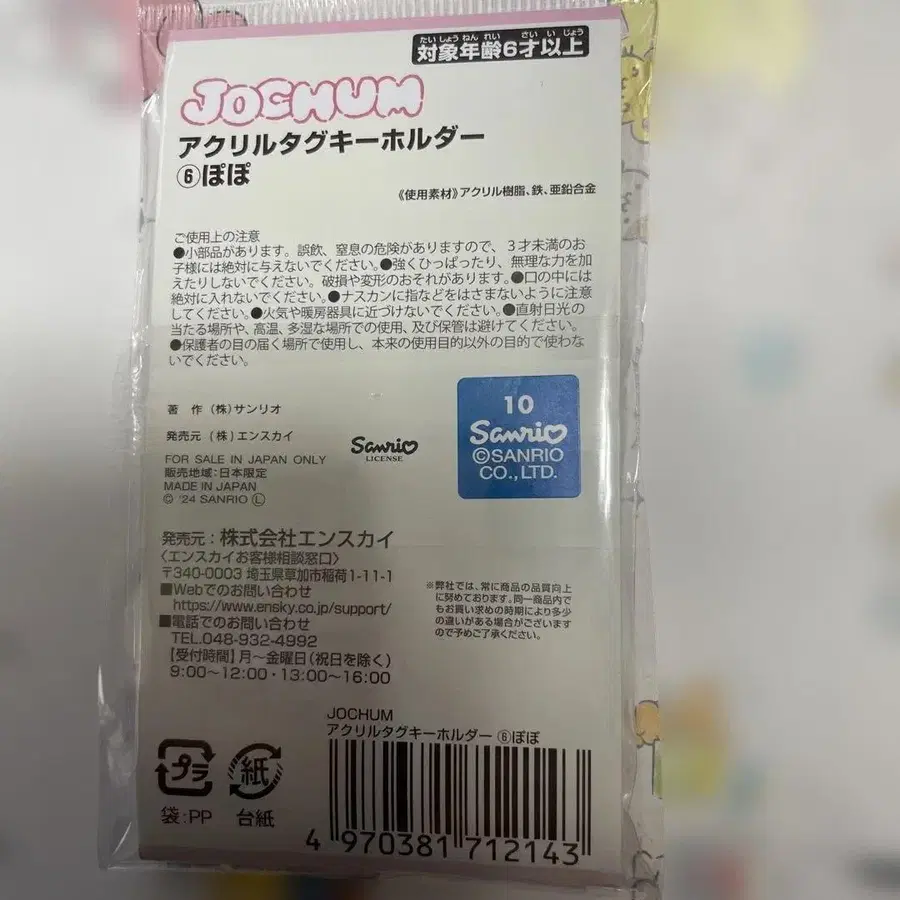 たいしょうねんれい さいいじょう
対象年齢6才以上
JOCHUM
アクリルタグキーホルダー
⑥ぽぽ
《使用素材》アクリル樹脂、鉄、亜鉛合金
ご使用上の注意
●小部品があります。誤飲、窒息の危険がありますので、3才未満のお
子様には絶対に与えないでください。●強くひっぱったり、無理な力を加
えたりしないでください。破損や変形のおそれがあります。●口の中には
絶対に入れないでください。●ナスカンに指などをはさまないように注意
してください。●火気や暖房器具に近づけないでください。●直射日光の
当たる場所や、高温、多湿な場所での使用、及び保管は避けてください。
●保護者の目の届く場所で使用し、本来の使用目的以外の目的で使わな
いでください。
著 作 (株)サンリオ
発売元 (株)エンスカイ
FOR SALE IN JAPAN ONLY
販売地域:日本限定
MADE IN JAPAN
© '24 SANRIO Ⓛ
Sanrio
LICENSE
10
Sanrio
©SANRIO
CO.,LTD.
発売元:株式会社エンスカイ
〈エンスカイお客様相談窓口〉
〒340-0003 埼玉県草加市稲荷1-11-1
■Webでのお問い合わせ
https://www.ensky.co.jp/support/
■電話でのお問い合わせ
TEL.048-932-4992
【受付時間】月〜金曜日(祝日を除く)
9:00〜12:00・13:00〜16:00
※弊社では、常に商品の品質向上
に努めております。同一商品内で
もお買い求めの時期により多少
の違いがある場合がございます
ので予めご了承ください。
JOCHUM
アクリルタグキーホルダー ⑥ぽぽ
プラ
袋:PP
紙
台紙
4 970381 712143